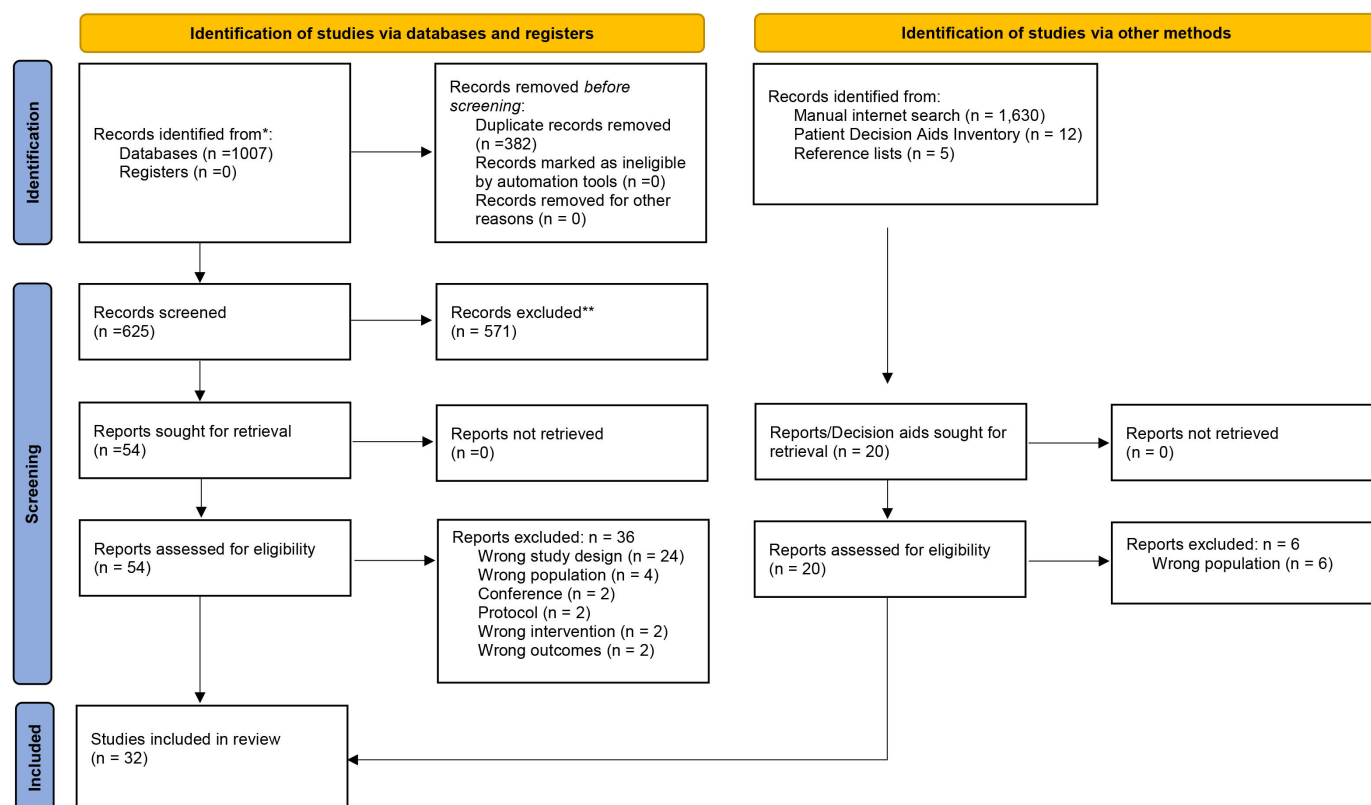 Identification of studies via databases and registers
Identification of studies via other methods
Identification
Records identified from*:
Databases (n =1007)
Registers (n =0)
Records removed before
screening:
Duplicate records removed
(n =382)
Records marked as ineligible
by automation tools (n =0)
Records removed for other
reasons (n = 0)
Records identified from:
Manual internet search (n = 1,630)
Patient Decision Aids Inventory (n = 12)
Reference lists (n = 5)
Screening
Records screened
(n =625)
Records excluded**
(n = 571)
Reports sought for retrieval
(n =54)
Reports not retrieved
(n =0)
Reports/Decision aids sought for
retrieval (n = 20)
Reports not retrieved
(n = 0)
Reports assessed for eligibility
(n = 54)
Reports excluded: n = 36
Wrong study design (n = 24)
Wrong population (n = 4)
Conference (n = 2)
Protocol (n = 2)
Wrong intervention (n = 2)
Wrong outcomes (n = 2)
Reports assessed for eligibility
(n = 20)
Reports excluded: n = 6
Wrong population (n = 6)
Included
Studies included in review
(n = 32)